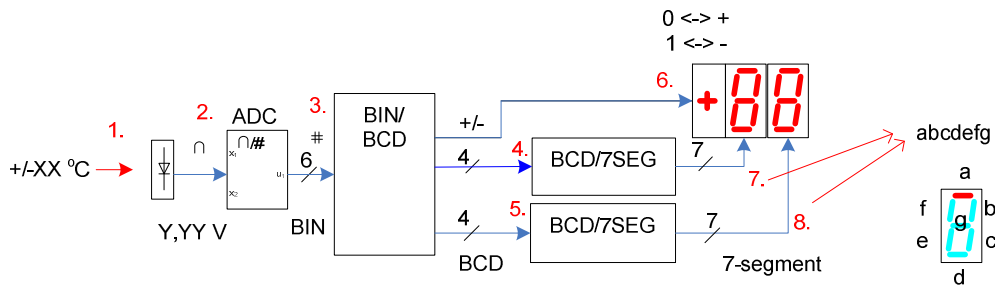 0 <-> +
1 <-> -
6.
+
1.
2.
ADC
∩
∩/#
x₁
x₂
u₁
3.
#
6
BIN/
BCD
+/-
4
4.
BCD/7SEG
7
7.
abcdefg
+/-XX °C
Y,YY V
BIN
4
BCD
5.
BCD/7SEG
7
8.
7-segment
a
f
b
g
e
c
d